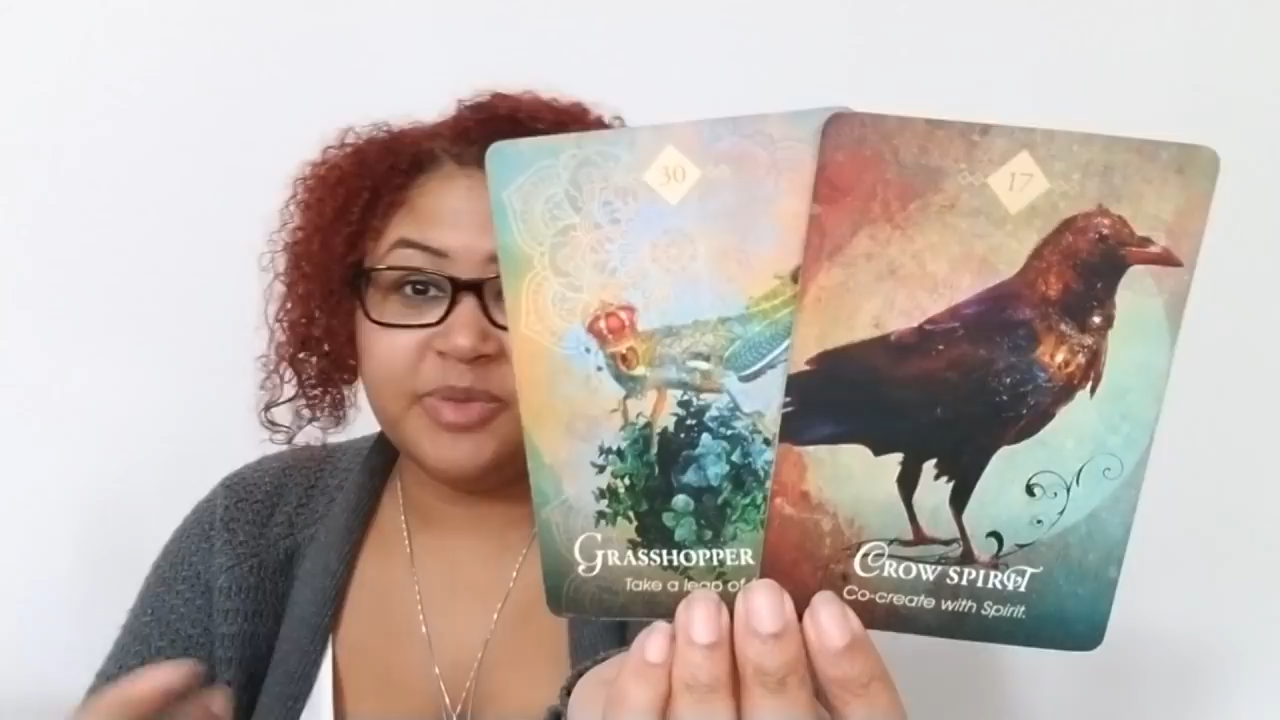 30
GRASSHOPPER
Take a leap of
17
CROW SPIRIT
Co-create with Spirit.